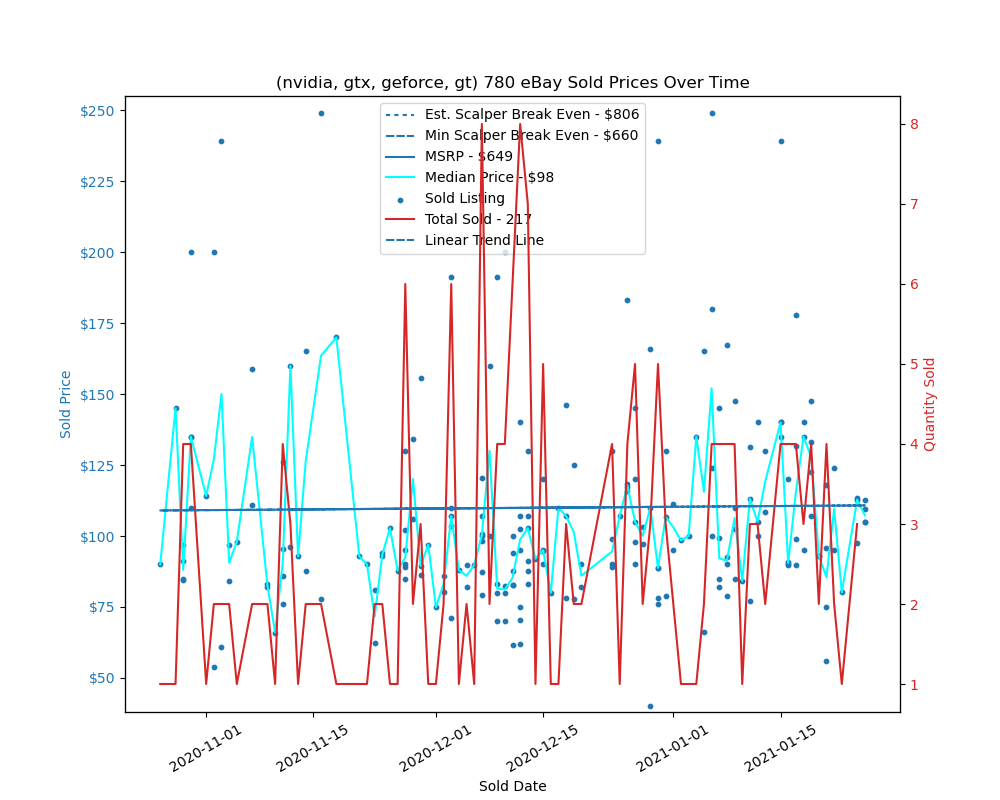 (nvidia, gtx, geforce, gt) 780 eBay Sold Prices Over Time
Est. Scalper Break Even - $806
Min Scalper Break Even - $660
MSRP - $649
Median Price - $98
Sold Listing
Total Sold - 217
Linear Trend Line
$250
$225
$200
$175
$150
$125
$100
$75
$50
Sold Price
8
7
6
5
4
3
2
1
Quantity Sold
2020-11-01
2020-11-15
2020-12-01
2020-12-15
2021-01-01
2021-01-15
Sold Date